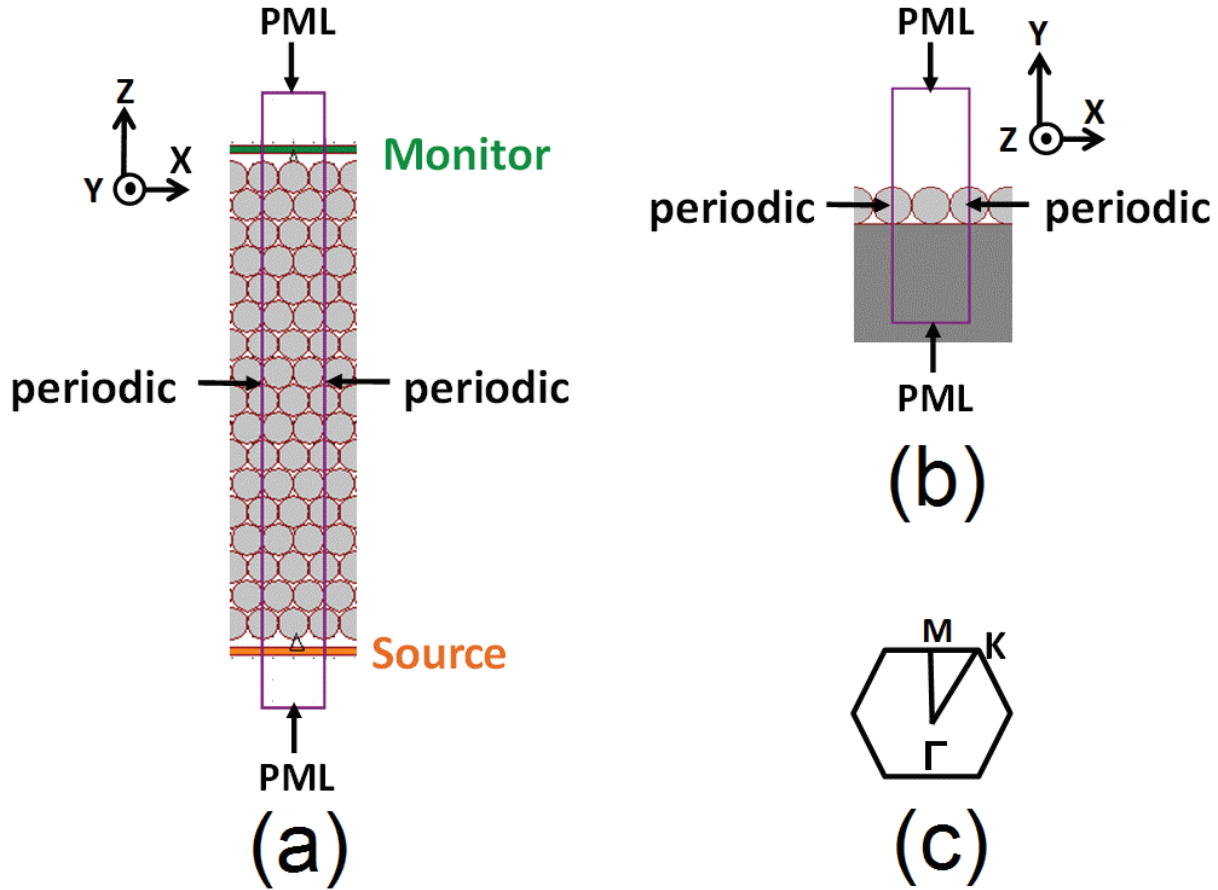 PML
Z
X
Y
Monitor
periodic
periodic
Source
PML
(a)
PML
Y
X
Z
periodic
periodic
PML
(b)
M
K
Γ
(c)